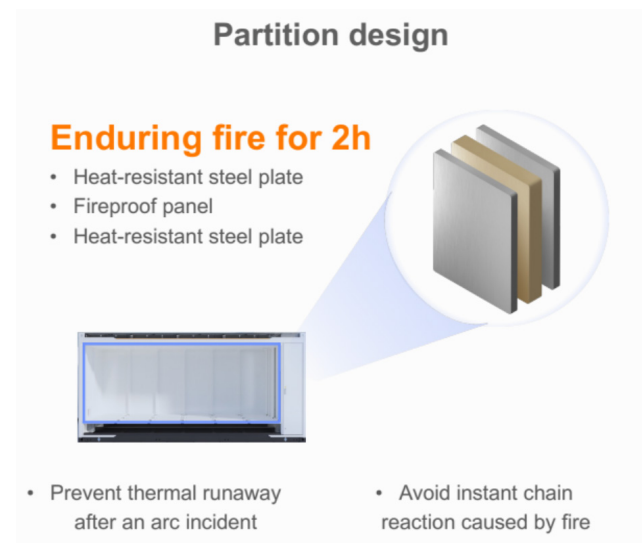 Partition design
Enduring fire for 2h
• Heat-resistant steel plate
• Fireproof panel
• Heat-resistant steel plate
• Prevent thermal runaway
after an arc incident
• Avoid instant chain
reaction caused by fire